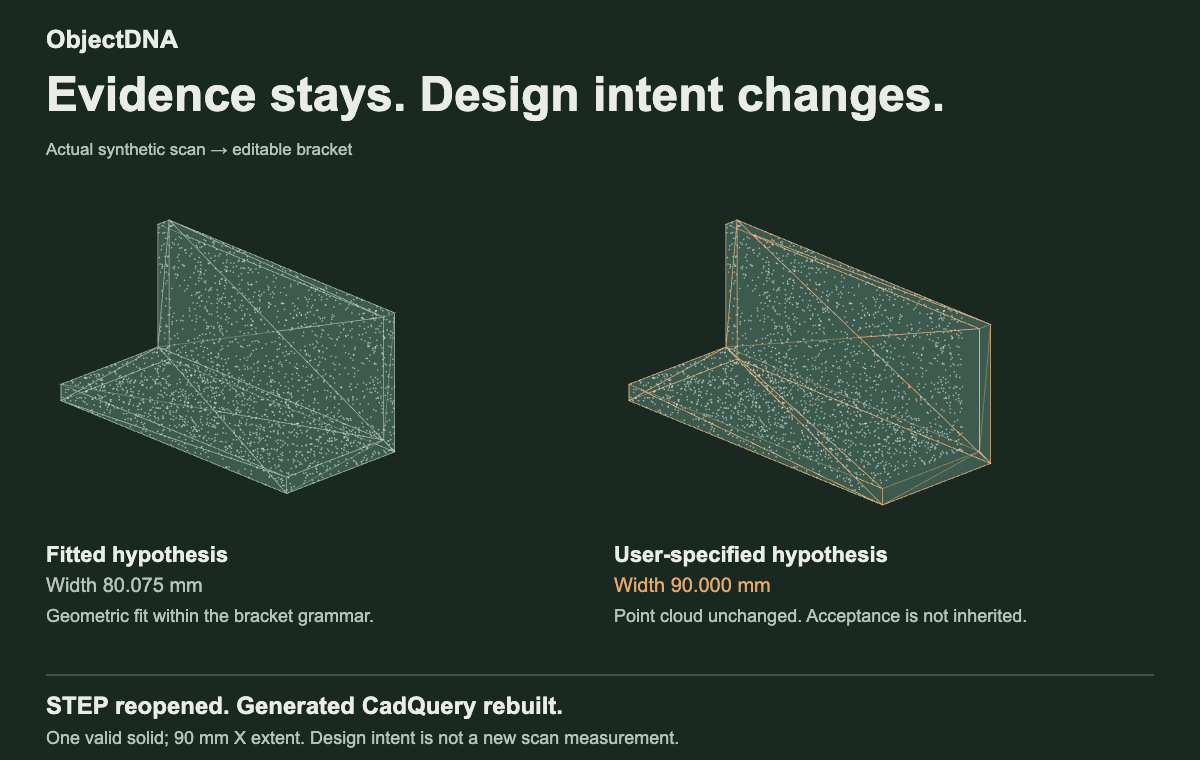 ObjectDNA
Evidence stays. Design intent changes.
Actual synthetic scan → editable bracket
Fitted hypothesis
Width 80.075 mm
Geometric fit within the bracket grammar.
User-specified hypothesis
Width 90.000 mm
Point cloud unchanged. Acceptance is not inherited.
STEP reopened. Generated CadQuery rebuilt.
One valid solid; 90 mm X extent. Design intent is not a new scan measurement.